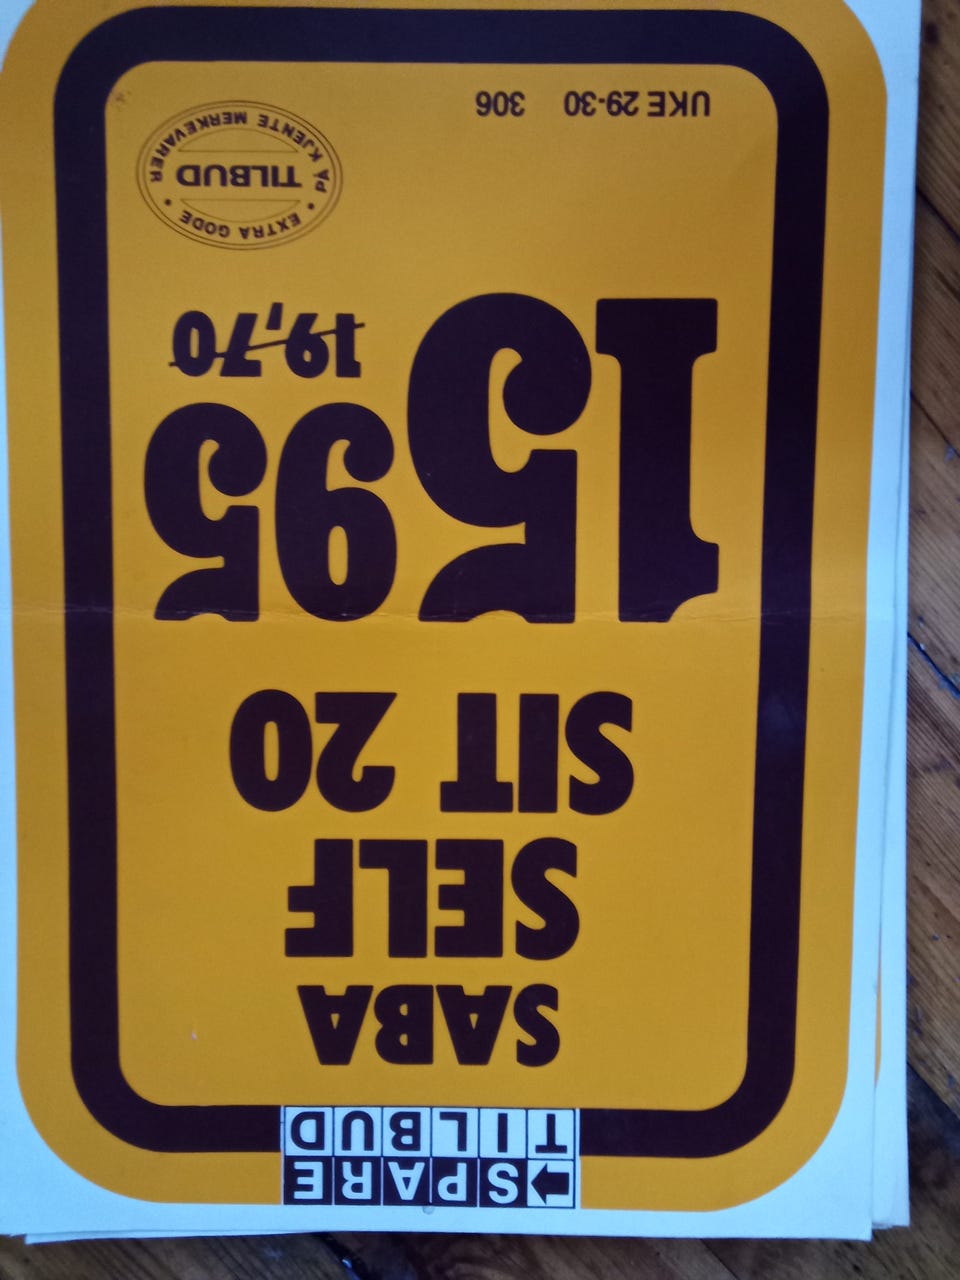 SPARE
TILBUD
SABA
SELF
SIT 20
15 95
19,70
EXTRA GODE
TILBUD
PÅ KJENTE MERKEVARER
UKE 29-30 306